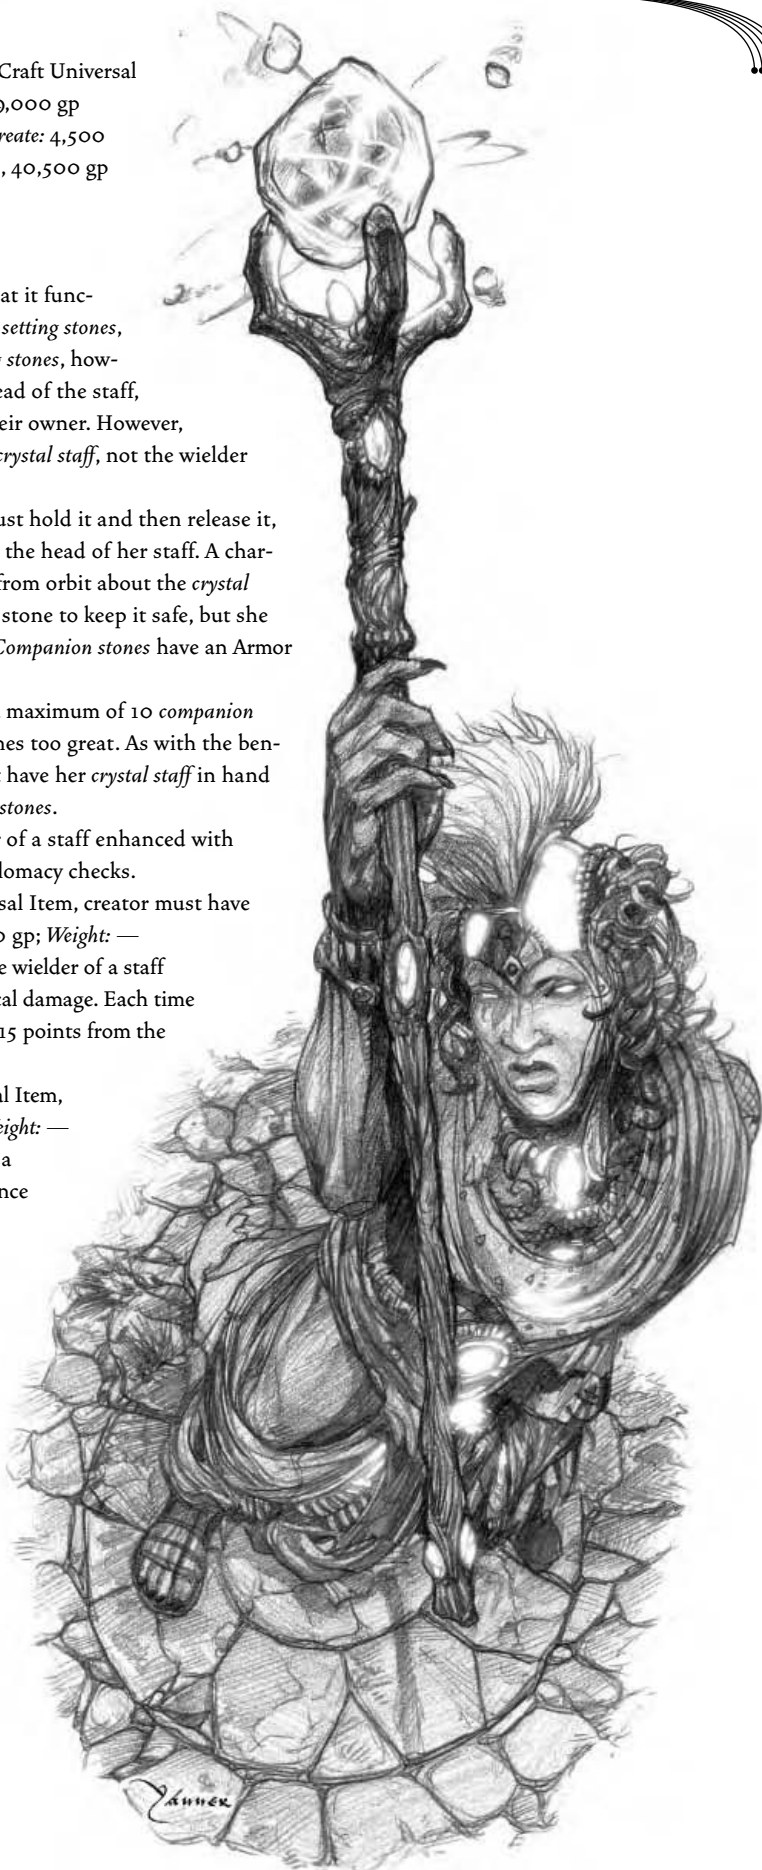 Craft Universal
9,000 gp
reate: 4,500
, 40,500 gp
at it func-
setting stones,
stones, how-
ead of the staff,
eir owner. However,
crystal staff, not the wielder
ust hold it and then release it,
the head of her staff. A char-
from orbit about the crystal
stone to keep it safe, but she
Companion stones have an Armor
maximum of 10 companion
nes too great. As with the ben-
have her crystal staff in hand
stones.
of a staff enhanced with
lomacy checks.
sal Item, creator must have
0 gp; Weight: —
e wielder of a staff
cal damage. Each time
15 points from the
al Item,
eight: —
a
nce
Vanner